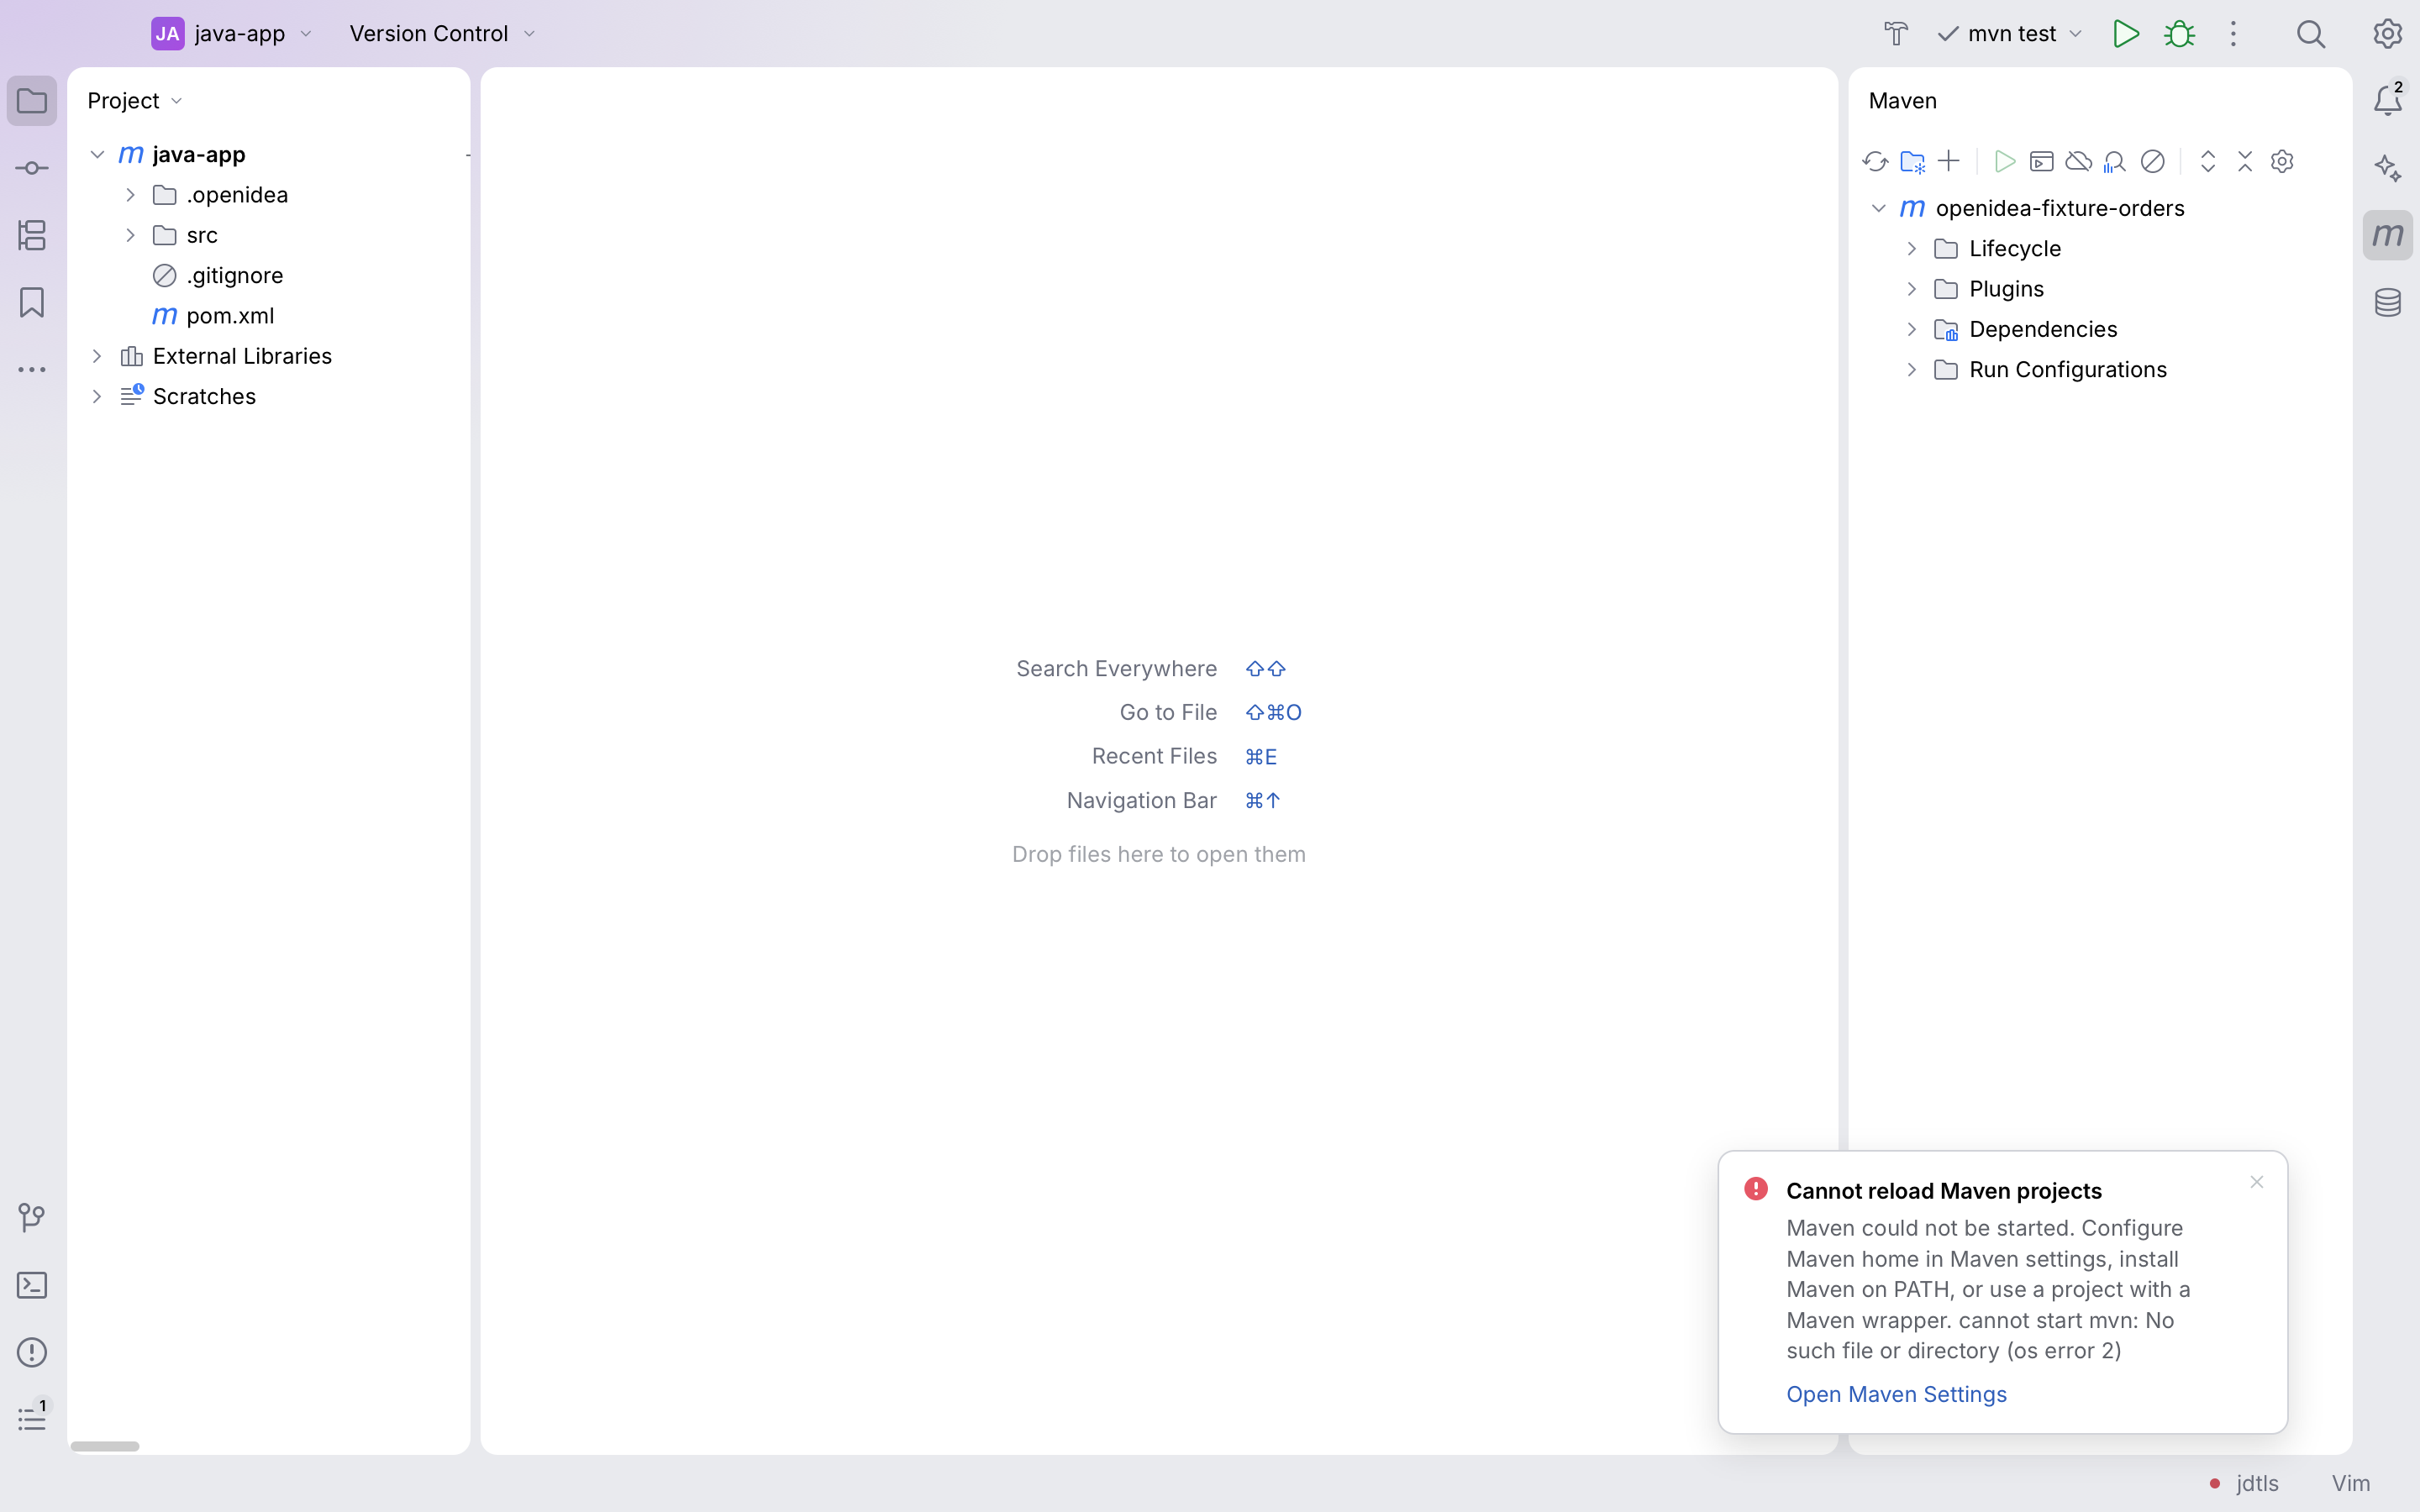 JA java-app Version Control mvn test
Project
java-app
.openidea
src
.gitignore
pom.xml
External Libraries
Scratches
Search Everywhere ⇧⇧
Go to File ⇧⌘O
Recent Files ⌘E
Navigation Bar ⌘↑
Drop files here to open them
Maven
openidea-fixture-orders
Lifecycle
Plugins
Dependencies
Run Configurations
2
m
Cannot reload Maven projects
Maven could not be started. Configure
Maven home in Maven settings, install
Maven on PATH, or use a project with a
Maven wrapper. cannot start mvn: No
such file or directory (os error 2)
Open Maven Settings
1
jdtls Vim